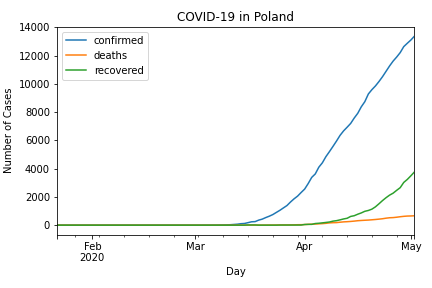 COVID-19 in Poland
14000
12000
10000
8000
6000
4000
2000
0
Number of Cases
confirmed
deaths
recovered
Feb
2020
Mar
Apr
May
Day